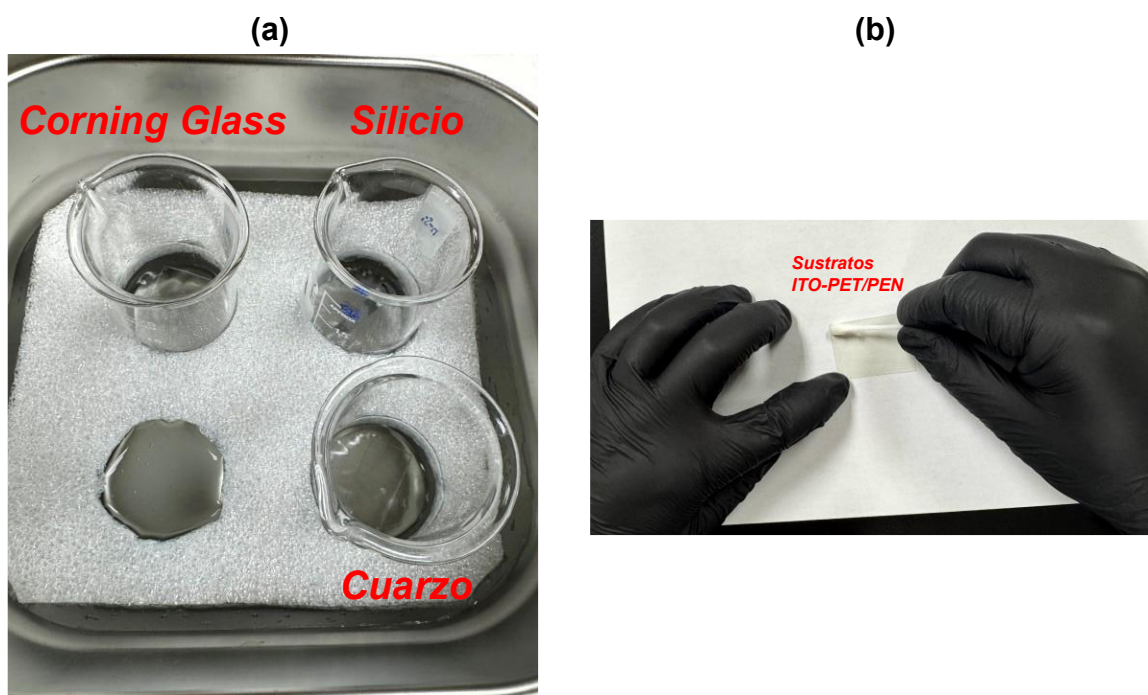 (a)
(b)
Corning Glass
Silicio
Cuarzo
Sustratos
ITO-PET/PEN